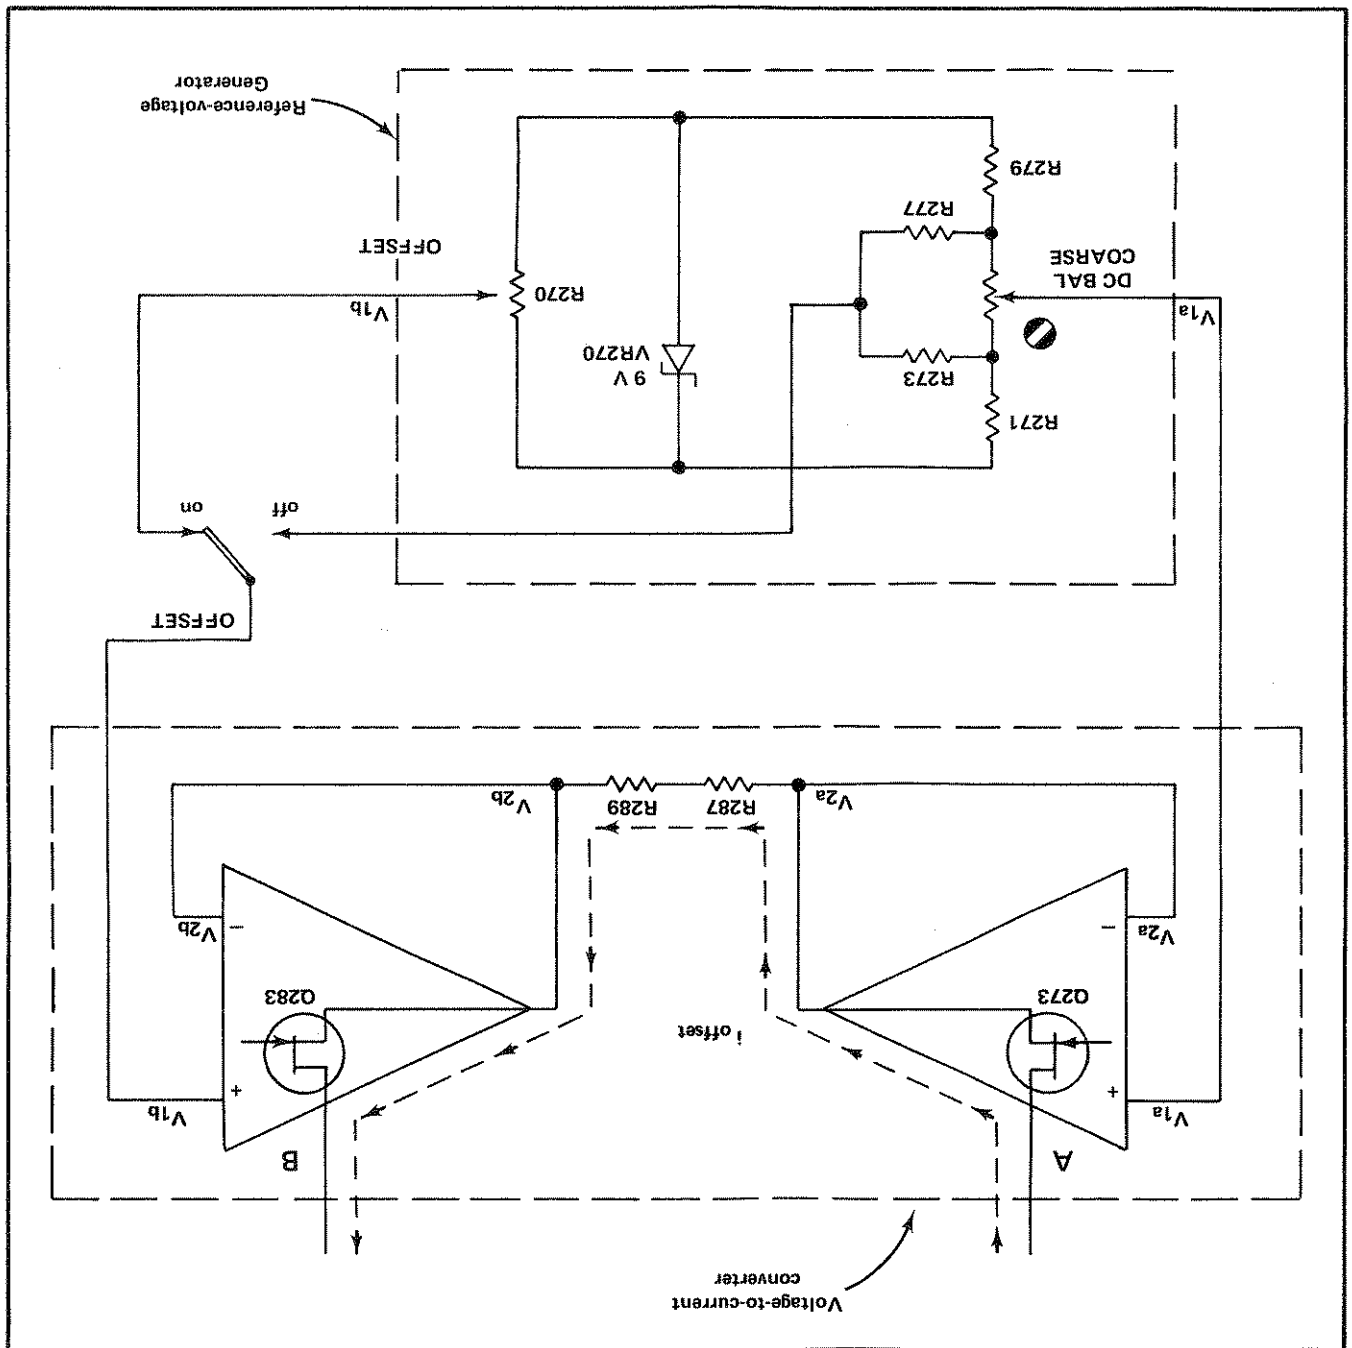 Voltage-to-current
converter
A
B
V1a
V1b
+
+
i offset
Q273
Q283
V2a
V2b
−
−
V2a
R287
R289
V2b
OFFSET
off
on
R271
R273
9 V
VR270
V1a
DC BAL
COARSE
R270
V1b
OFFSET
R277
R279
Reference-voltage
Generator